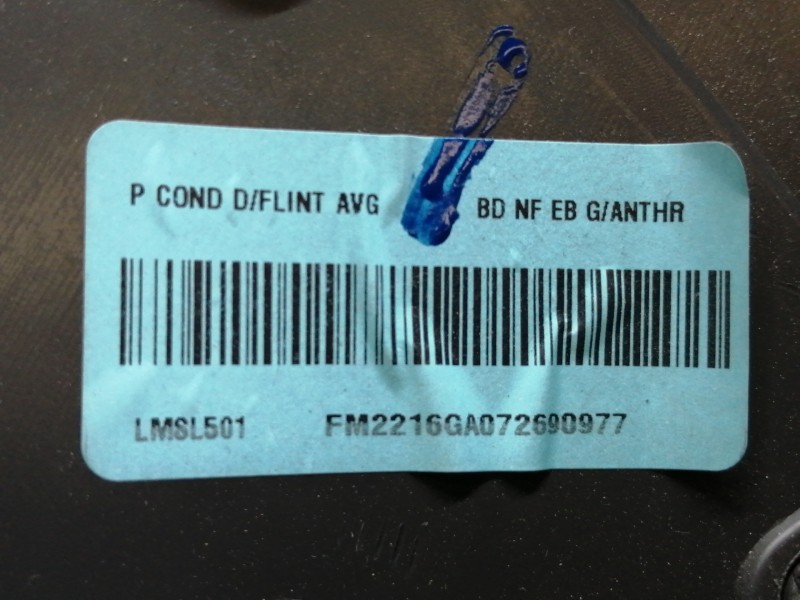 P COND D/FLINT AVG BD NF EB G/ANTHR
LMSL501 FM2216GA072690977